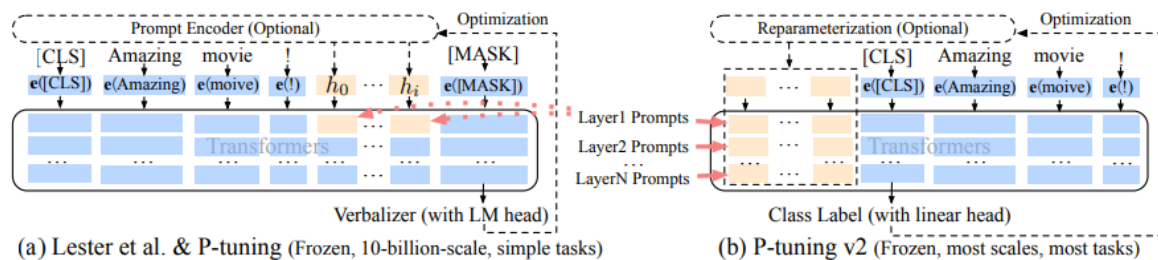 Prompt Encoder (Optional)
Optimization
[CLS] Amazing movie ! [MASK]
e([CLS]) e(Amazing) e(moive) e(!) h0 ... hi e([MASK])
...
Transformers
... ... ... ... ... ...
Verbalizer (with LM head)
(a) Lester et al. & P-tuning (Frozen, 10-billion-scale, simple tasks)
Layer1 Prompts
Layer2 Prompts
...
LayerN Prompts
Reparameterization (Optional)
Optimization
[CLS] Amazing movie !
... e([CLS]) e(Amazing) e(moive) e(!)
...
Transformers
...
... ... ... ... ...
Class Label (with linear head)
(b) P-tuning v2 (Frozen, most scales, most tasks)